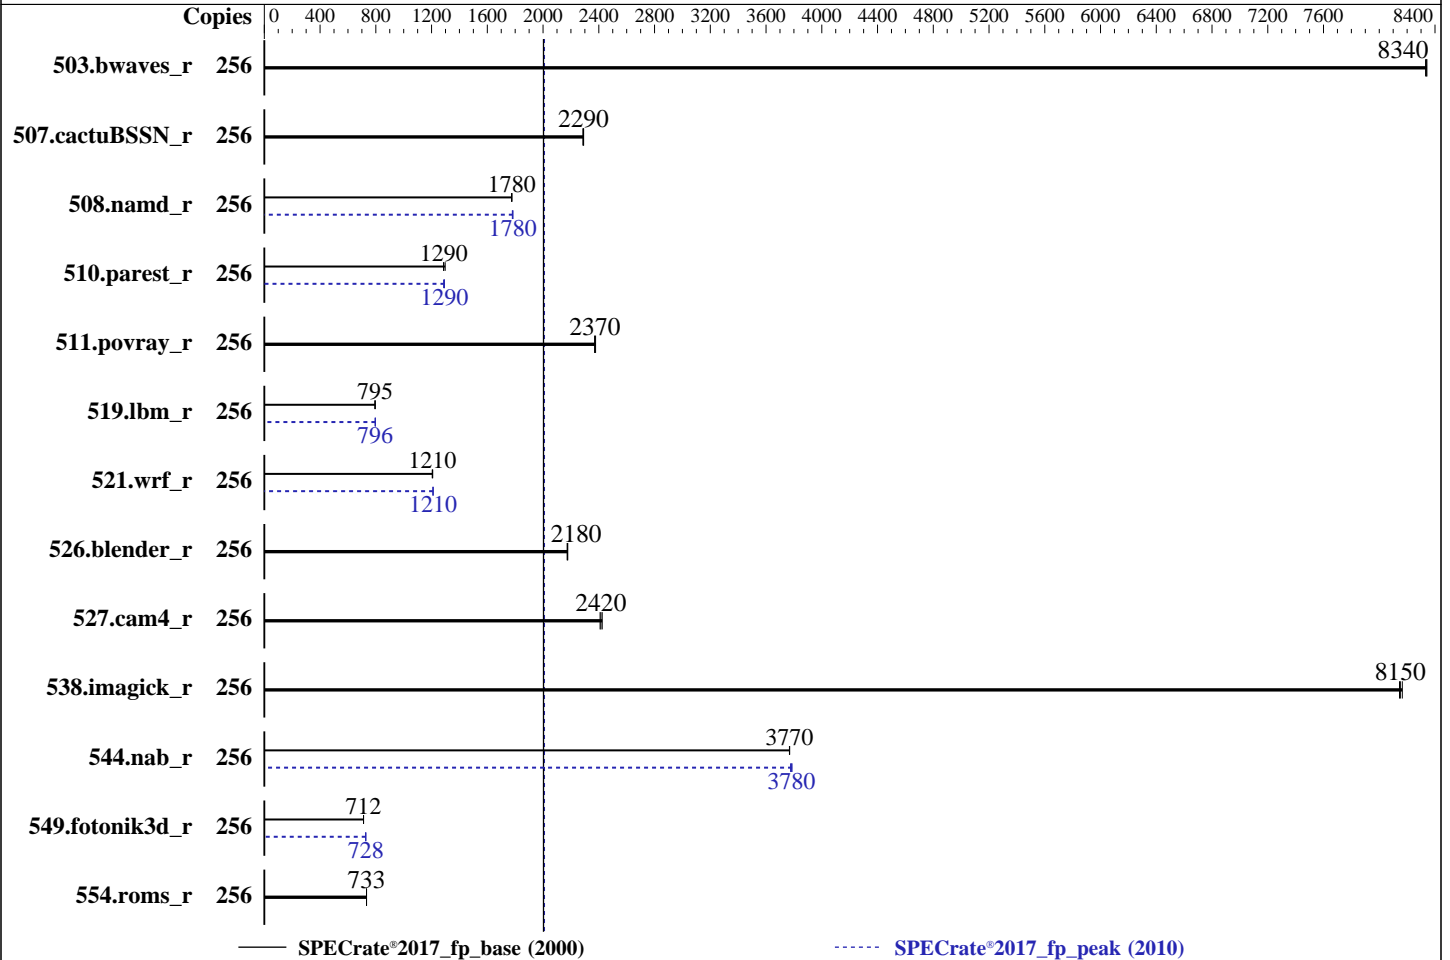 Copies 0 400 800 1200 1600 2000 2400 2800 3200 3600 4000 4400 4800 5200 5600 6000 6400 6800 7200 7600 8400
8340
503.bwaves_r 256
2290
507.cactuBSSN_r 256
1780
508.namd_r 256
1780
1290
510.parest_r 256
1290
2370
511.povray_r 256
795
519.lbm_r 256
796
1210
521.wrf_r 256
1210
2180
526.blender_r 256
2420
527.cam4_r 256
8150
538.imagick_r 256
3770
544.nab_r 256
3780
712
549.fotonik3d_r 256
728
733
554.roms_r 256
SPECrate®2017_fp_base (2000) SPECrate®2017_fp_peak (2010)